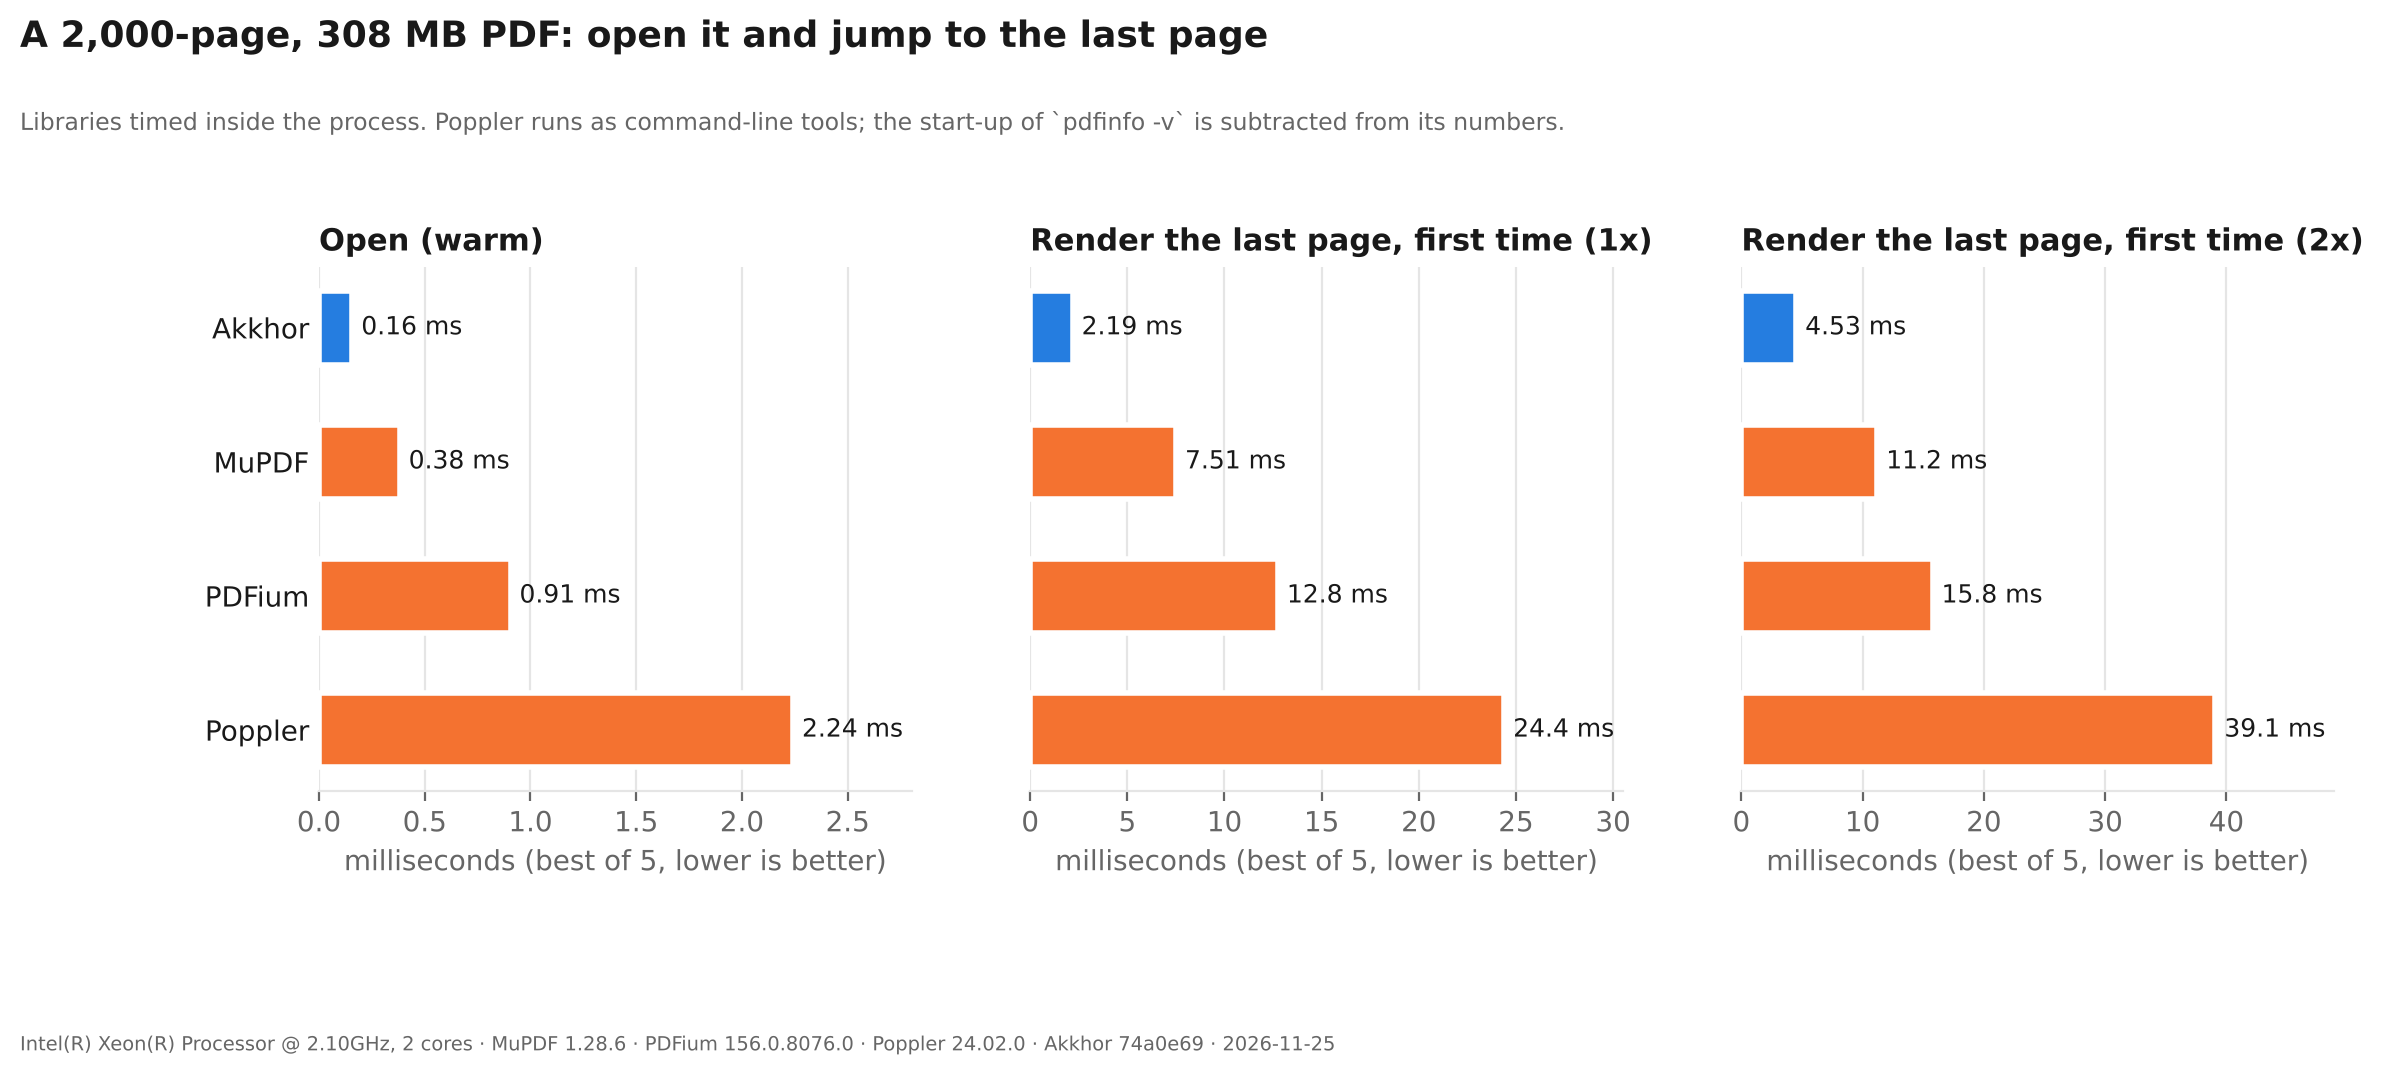 A 2,000-page, 308 MB PDF: open it and jump to the last page
Libraries timed inside the process. Poppler runs as command-line tools; the start-up of `pdfinfo -v` is subtracted from its numbers.
Open (warm)
Akkhor
0.16 ms
MuPDF
0.38 ms
PDFium
0.91 ms
Poppler
2.24 ms
0.0 0.5 1.0 1.5 2.0 2.5
milliseconds (best of 5, lower is better)
Render the last page, first time (1x)
2.19 ms
7.51 ms
12.8 ms
24.4 ms
0 5 10 15 20 25 30
milliseconds (best of 5, lower is better)
Render the last page, first time (2x)
4.53 ms
11.2 ms
15.8 ms
39.1 ms
0 10 20 30 40
milliseconds (best of 5, lower is better)
Intel(R) Xeon(R) Processor @ 2.10GHz, 2 cores · MuPDF 1.28.6 · PDFium 156.0.8076.0 · Poppler 24.02.0 · Akkhor 74a0e69 · 2026-11-25